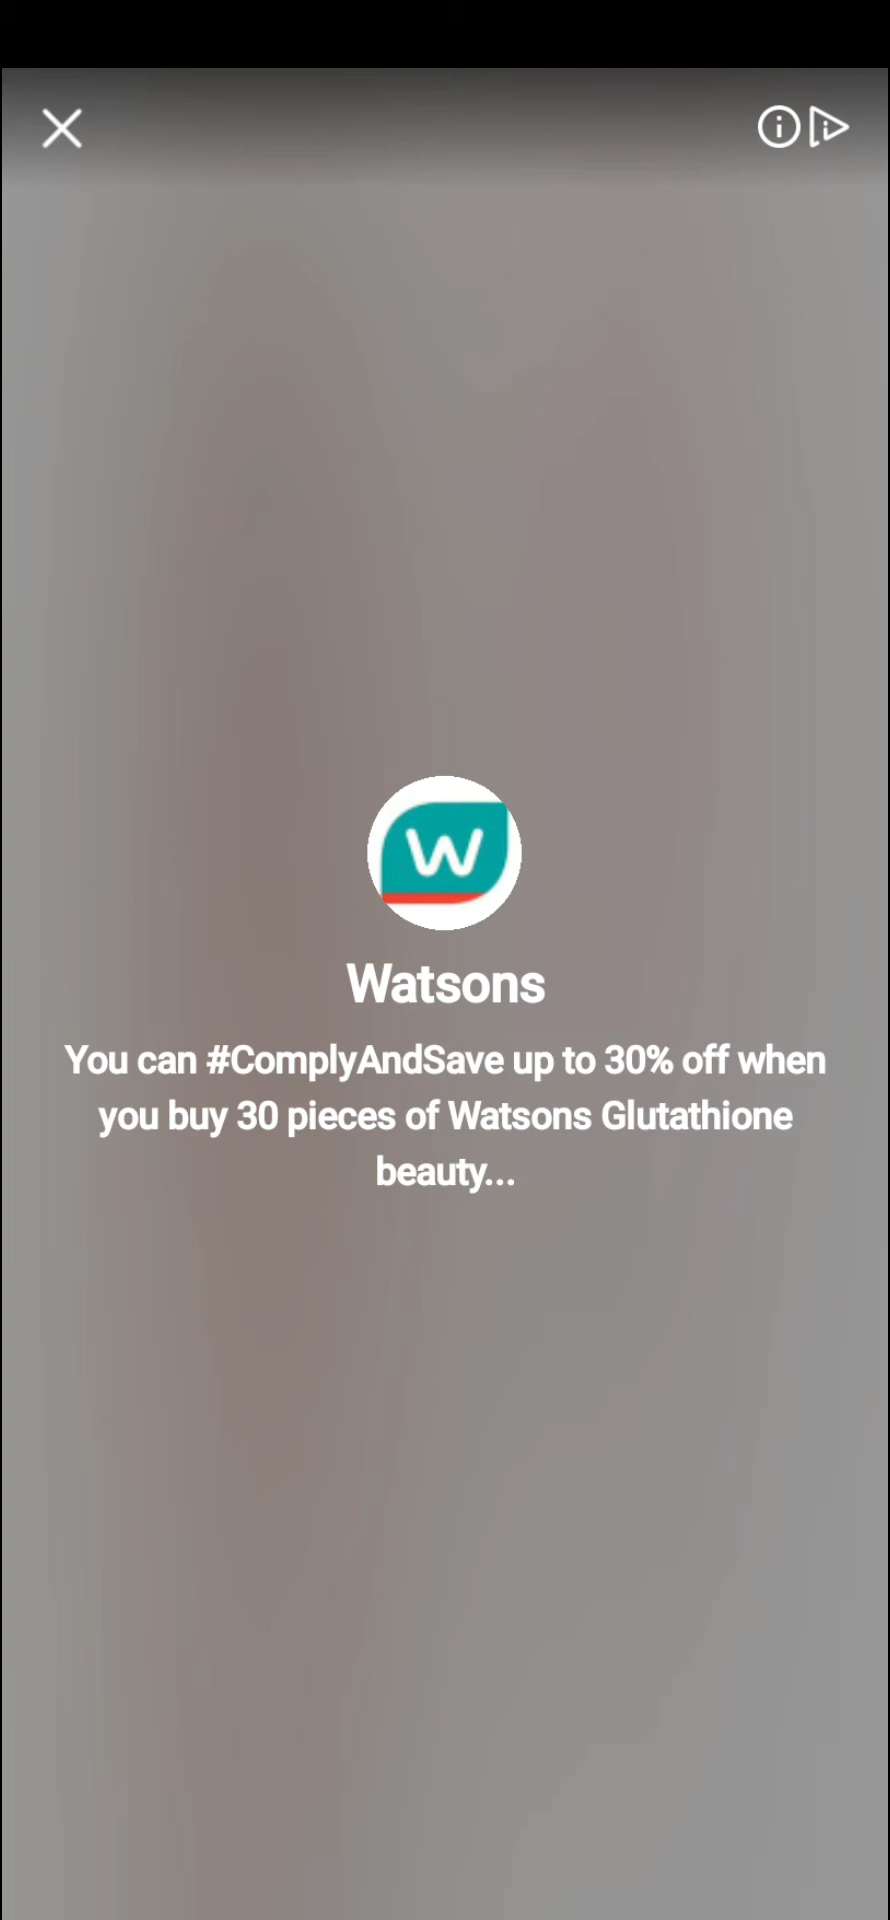 W
Watsons
You can #ComplyAndSave up to 30% off when
you buy 30 pieces of Watsons Glutathione
beauty...